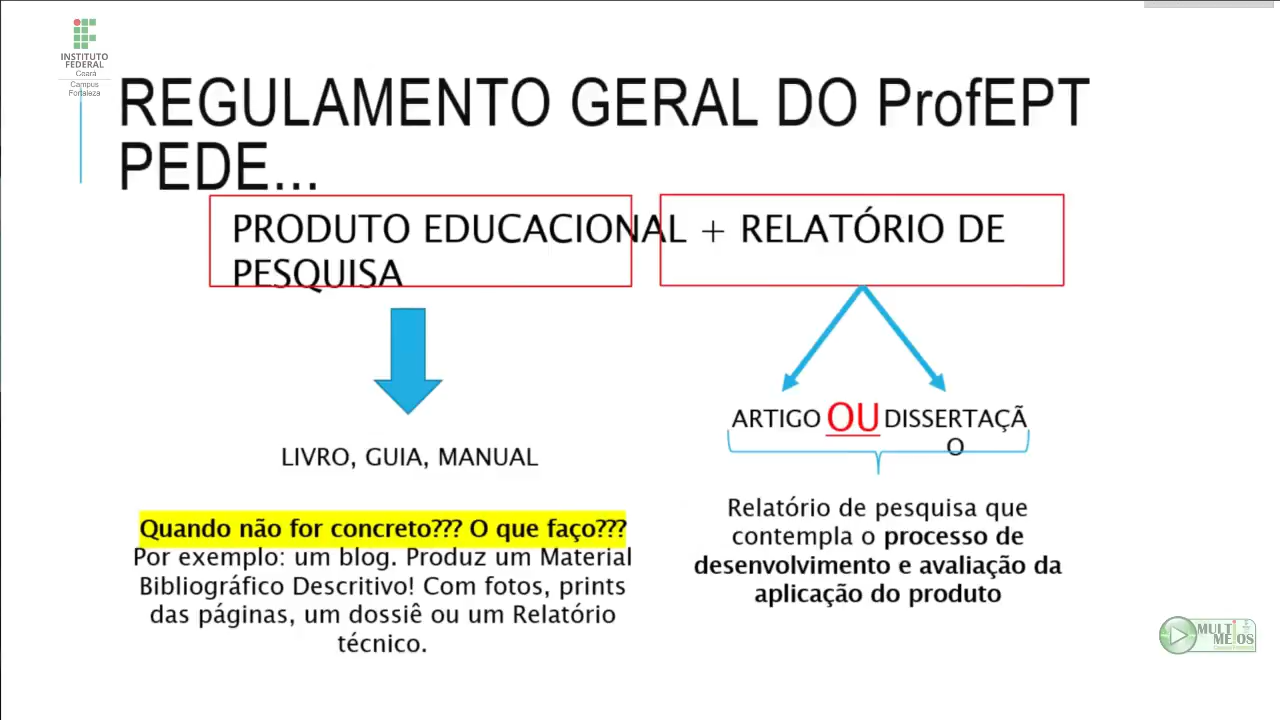 INSTITUTO
FEDERAL
Ceará
Campus
Fortaleza
REGULAMENTO GERAL DO ProfEPT
PEDE...
PRODUTO EDUCACIONAL + RELATÓRIO DE
PESQUISA
ARTIGO OU DISSERTAÇÃ
O
LIVRO, GUIA, MANUAL
Quando não for concreto??? O que faço???
Por exemplo: um blog. Produz um Material
Bibliográfico Descritivo! Com fotos, prints
das páginas, um dossiê ou um Relatório
técnico.
Relatório de pesquisa que
contempla o processo de
desenvolvimento e avaliação da
aplicação do produto
MULTI
MEIOS